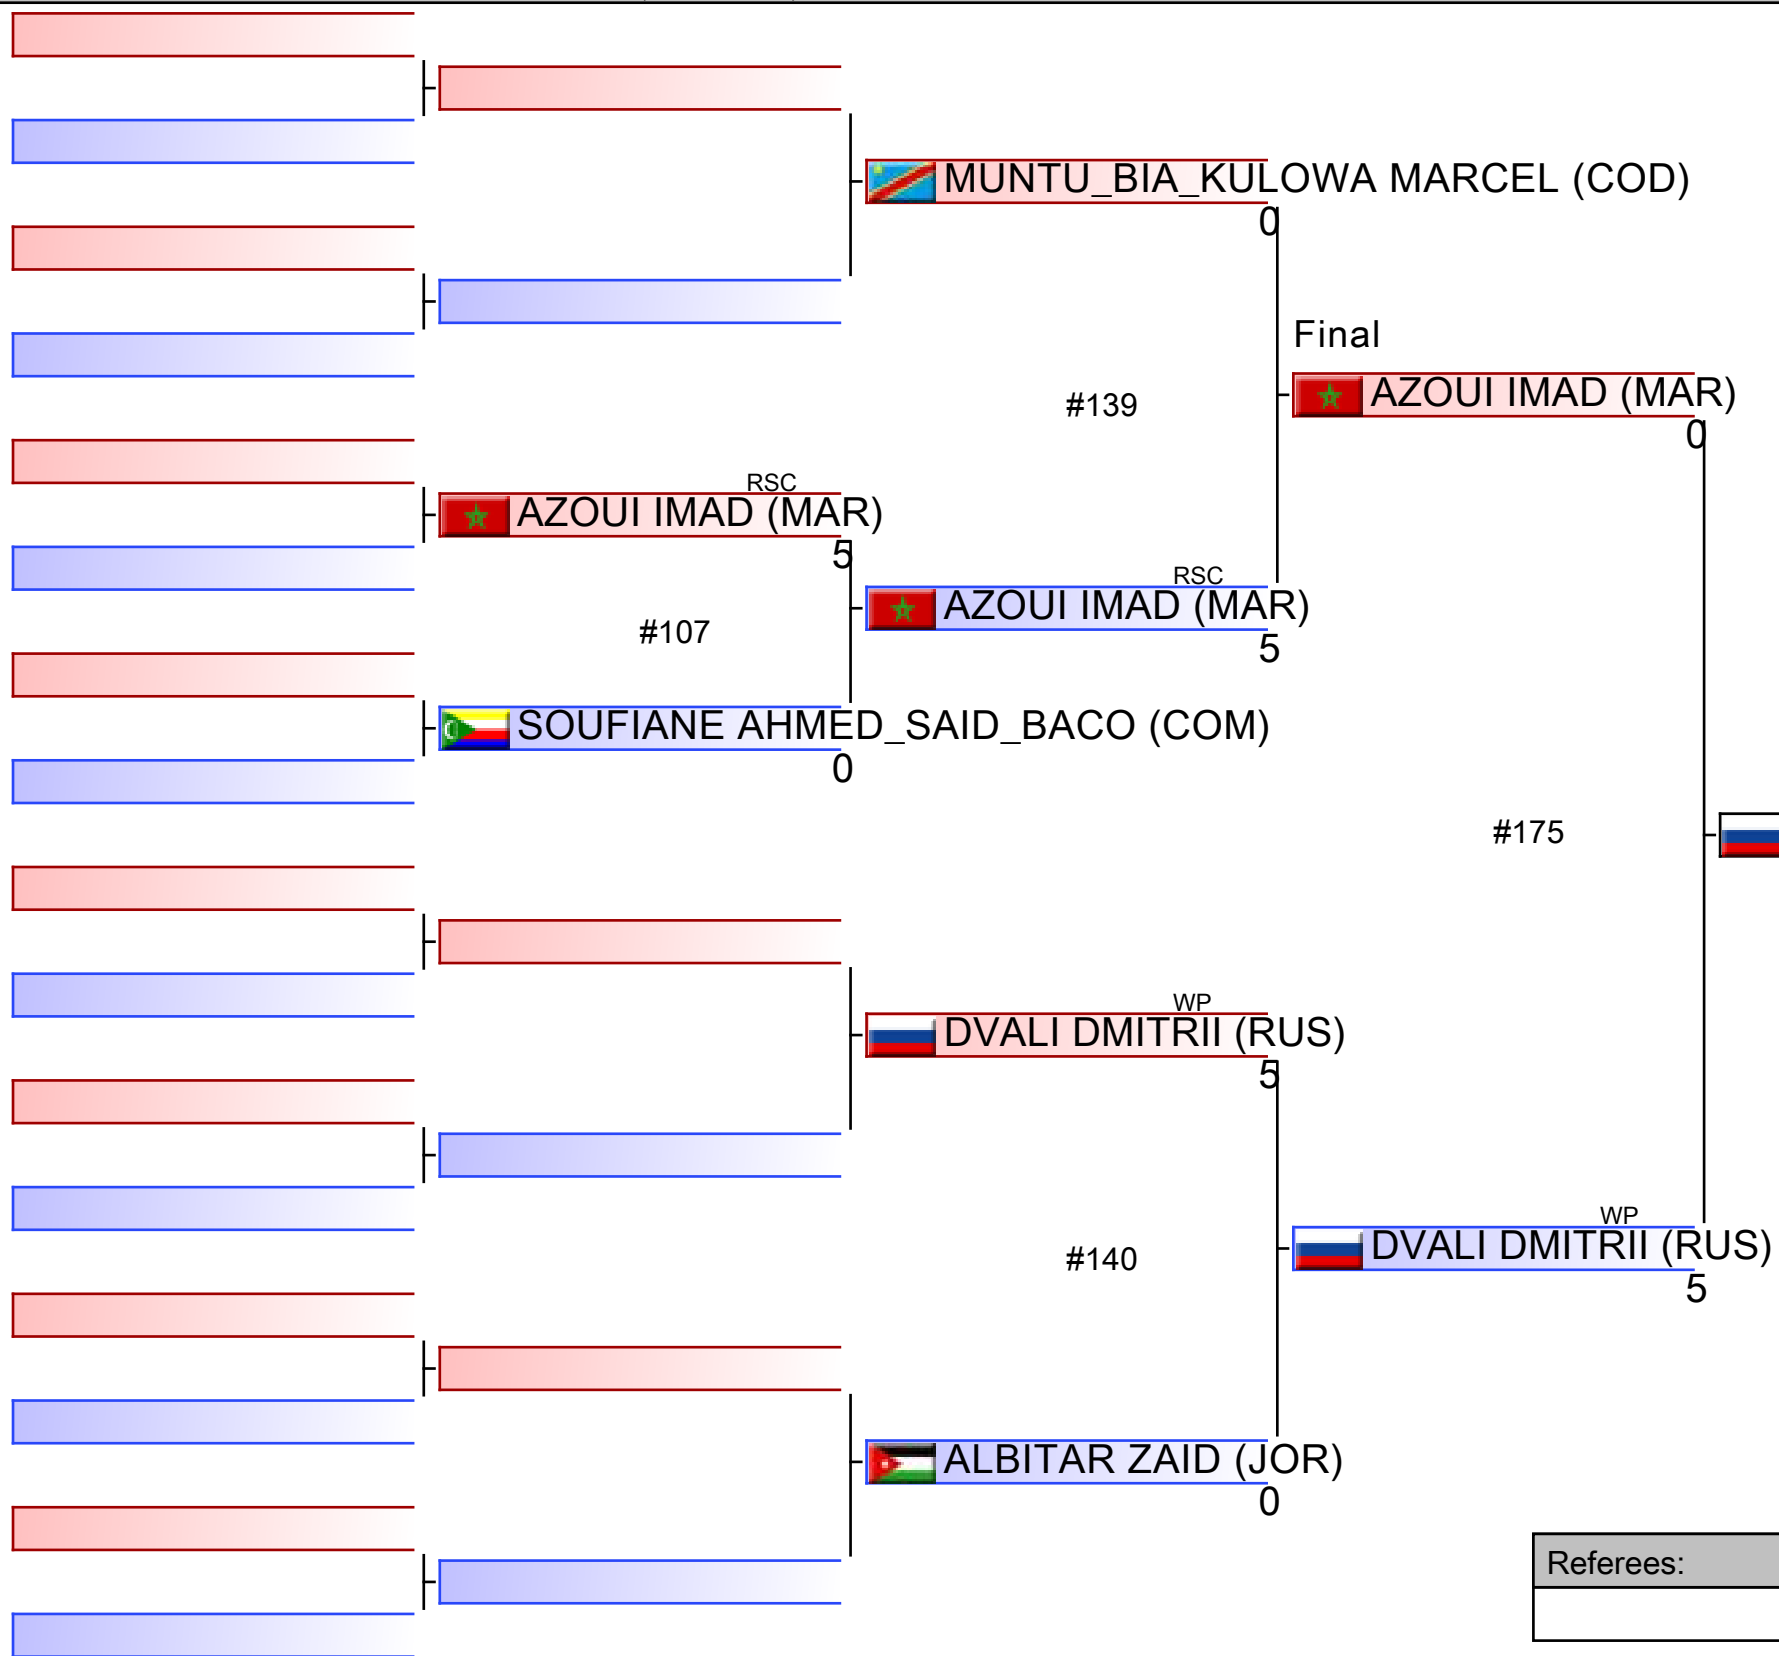 MUNTU_BIA_KULOWA MARCEL (COD)
0
Final
#139
AZOUI IMAD (MAR)
0
RSC
AZOUI IMAD (MAR)
5
RSC
AZOUI IMAD (MAR)
5
#107
SOUFIANE AHMED_SAID_BACO (COM)
0
#175
WP
DVALI DMITRII (RUS)
5
WP
DVALI DMITRII (RUS)
5
#140
ALBITAR ZAID (JOR)
0
Referees: